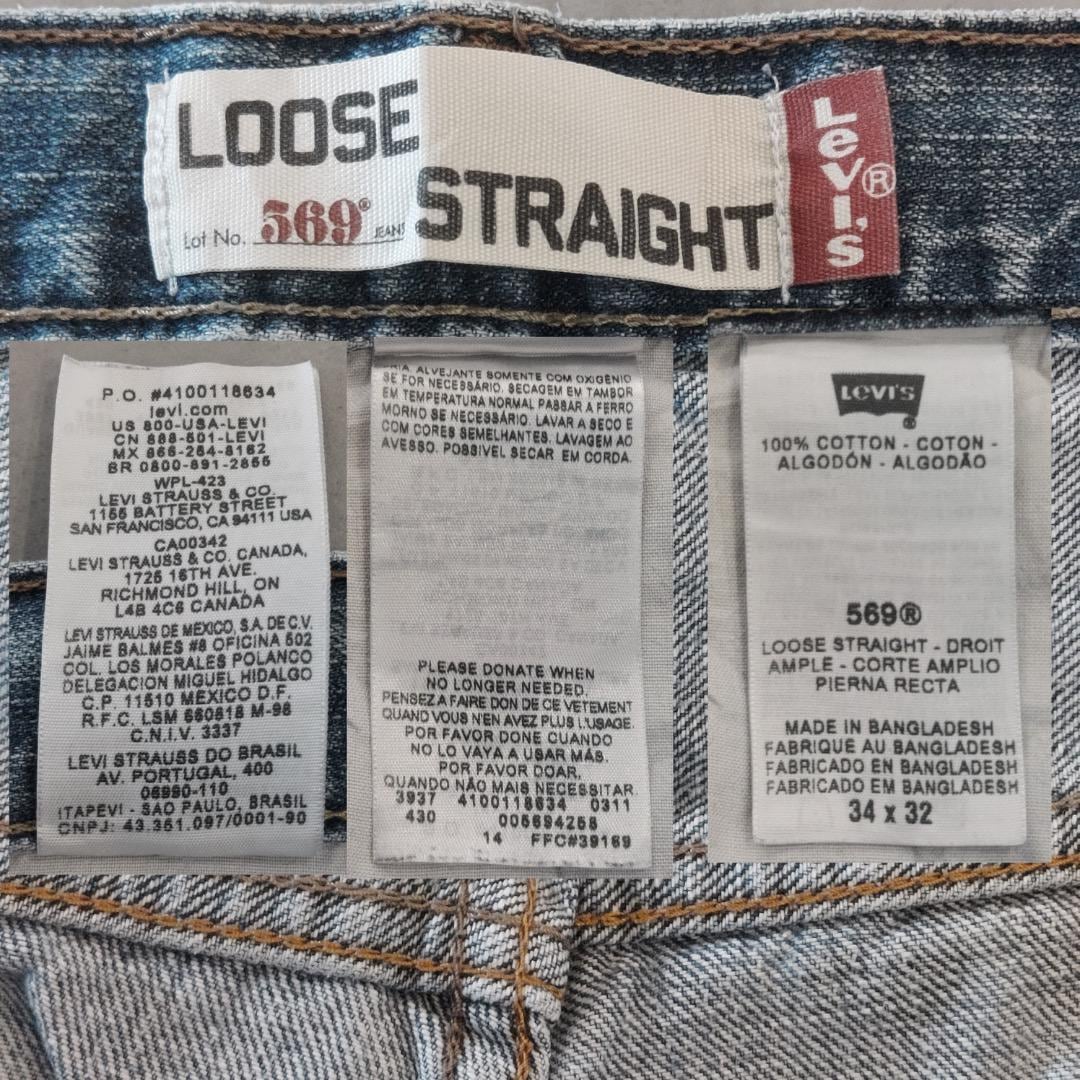 LOOSE
STRAIGHT
Lot No. 569® JEANS
Levi's®
P.O. #4100118634
levi.com
US 800-USA-LEVI
CN 888-501-LEVI
MX 866-254-8162
BR 0800-891-2855
WPL-423
LEVI STRAUSS & CO.
1155 BATTERY STREET
SAN FRANCISCO, CA 94111 USA
CA00342
LEVI STRAUSS & CO. CANADA,
1725 16TH AVE.
RICHMOND HILL, ON
L4B 4C6 CANADA
LEVI STRAUSS DE MEXICO, S.A. DE C.V.
JAIME BALMES #8 OFICINA 502
COL. LOS MORALES POLANCO
DELEGACION MIGUEL HIDALGO
C.P. 11510 MEXICO D.F.
R.F.C. LSM 660818 M-98
C.N.I.V. 3337
LEVI STRAUSS DO BRASIL
AV. PORTUGAL, 400
06690-110
ITAPEVI - SAO PAULO, BRASIL
CNPJ: 43.351.097/0001-90
ALVEJANTE SOMENTE COM OXIGÊNIO
SE FOR NECESSÁRIO. SECAGEM EM TAMBOR
EM TEMPERATURA NORMAL PASSAR A FERRO
MORNO SE NECESSÁRIO. LAVAR A SECO E
COM CORES SEMELHANTES. LAVAGEM AO
AVESSO. POSSIVEL SECAR EM CORDA.
PLEASE DONATE WHEN
NO LONGER NEEDED.
PENSEZ A FAIRE DON DE CE VETEMENT
QUAND VOUS N'EN AVEZ PLUS L'USAGE.
POR FAVOR DONE CUANDO
NO LO VAYA A USAR MÁS.
POR FAVOR DOAR,
QUANDO NÃO MAIS NECESSITAR.
3937 4100118634 0311
430 005694258
14 FFC#39169
LEVI'S®
100% COTTON - COTON -
ALGODÓN - ALGODÃO
569®
LOOSE STRAIGHT - DROIT
AMPLE - CORTE AMPLIO
PIERNA RECTA
MADE IN BANGLADESH
FABRIQUE AU BANGLADESH
FABRICADO EN BANGLADESH
FABRICADO EM BANGLADESH
34 x 32